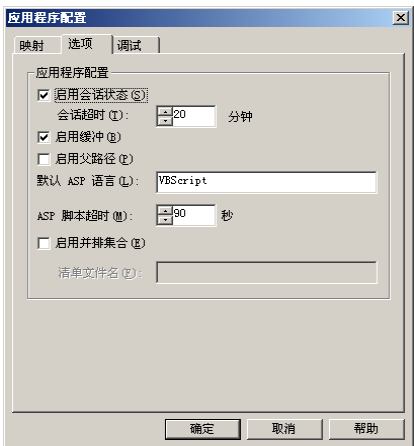 应用程序配置
映射 选项 调试
应用程序配置
启用会话状态(S)
会话超时(T): 20 分钟
启用缓冲(B)
启用父路径(P)
默认 ASP 语言(L): VBScript
ASP 脚本超时(M): 90 秒
启用并排集合(E)
清单文件名(F):
确定 取消 帮助